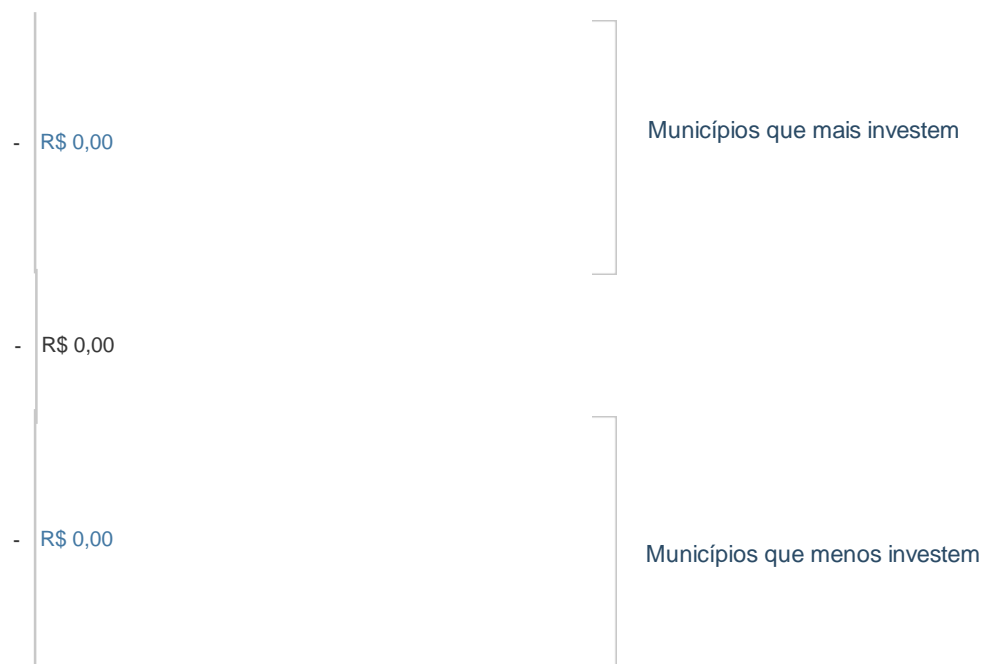 Municípios que mais investem
- R$ 0,00
- R$ 0,00
- R$ 0,00
Municípios que menos investem